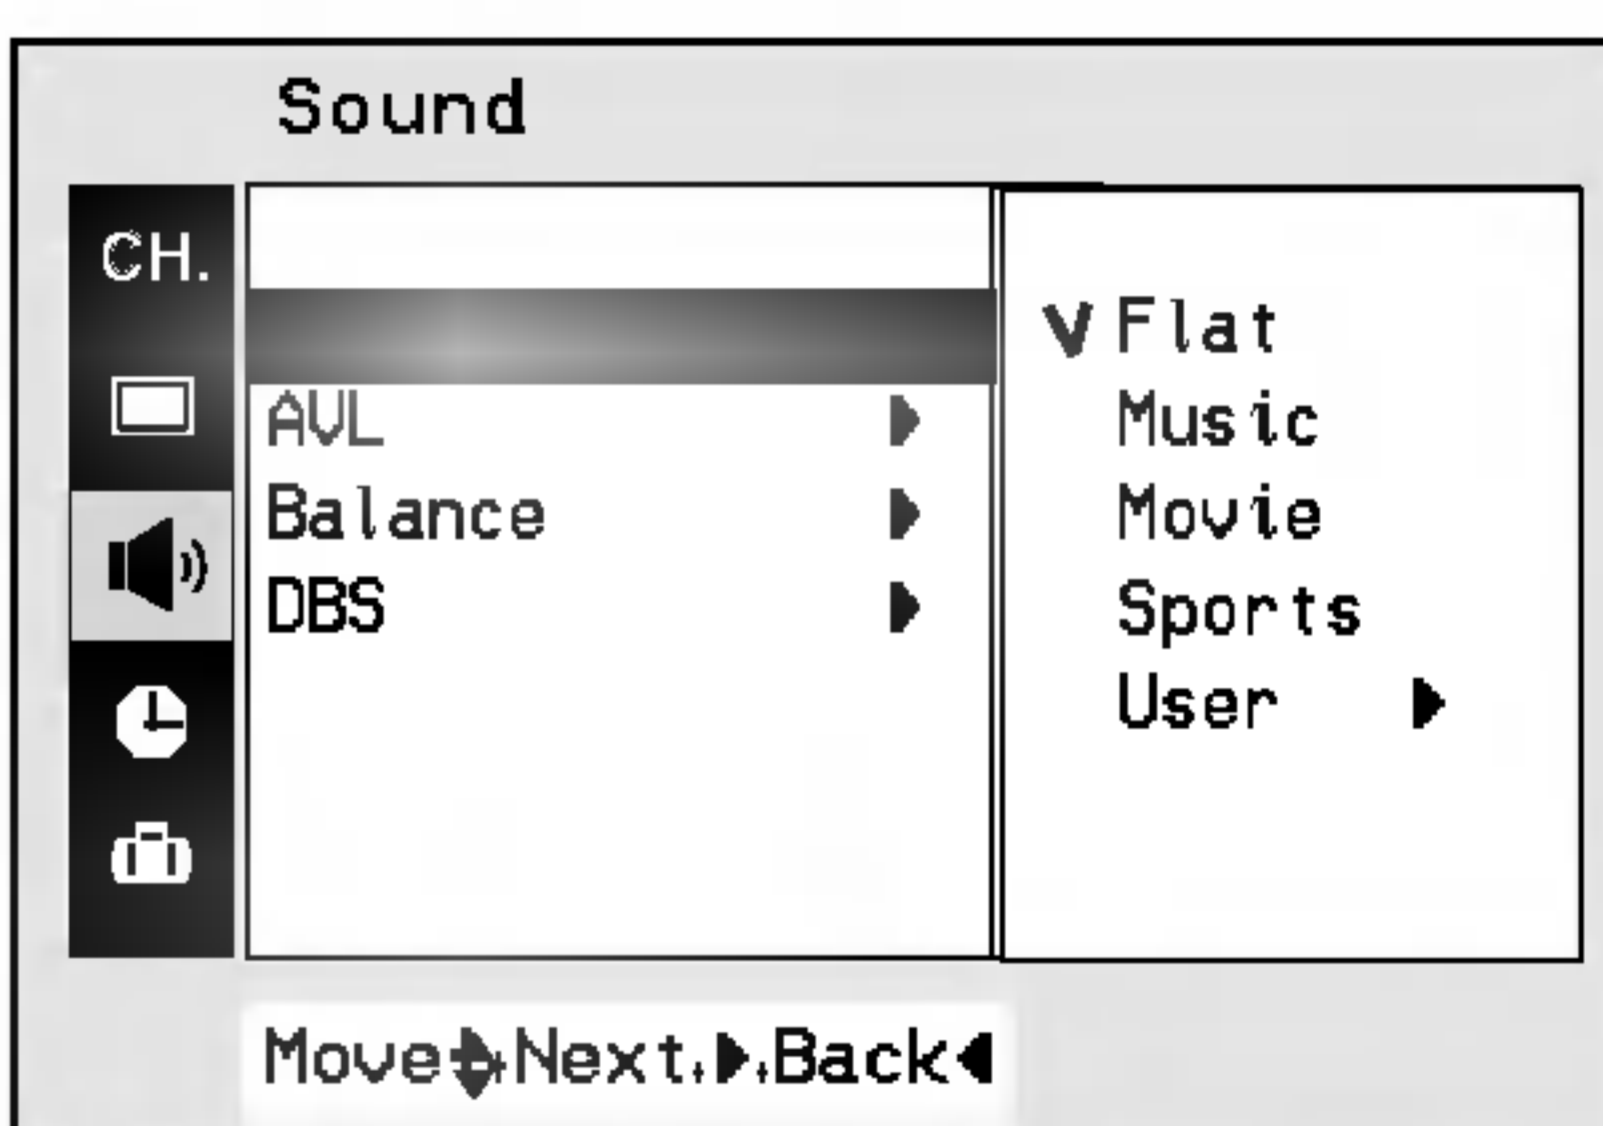 Sound
CH.
AVL
Balance
DBS
Flat
Music
Movie
Sports
User
Move Next Back